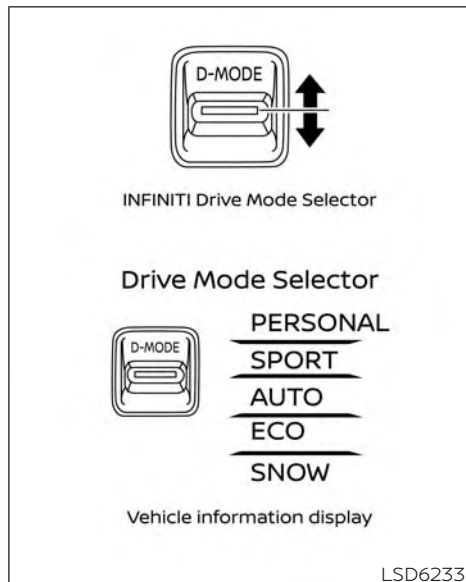 D-MODE
INFINITI Drive Mode Selector
Drive Mode Selector
D-MODE
PERSONAL
SPORT
AUTO
ECO
SNOW
Vehicle information display
LSD6233